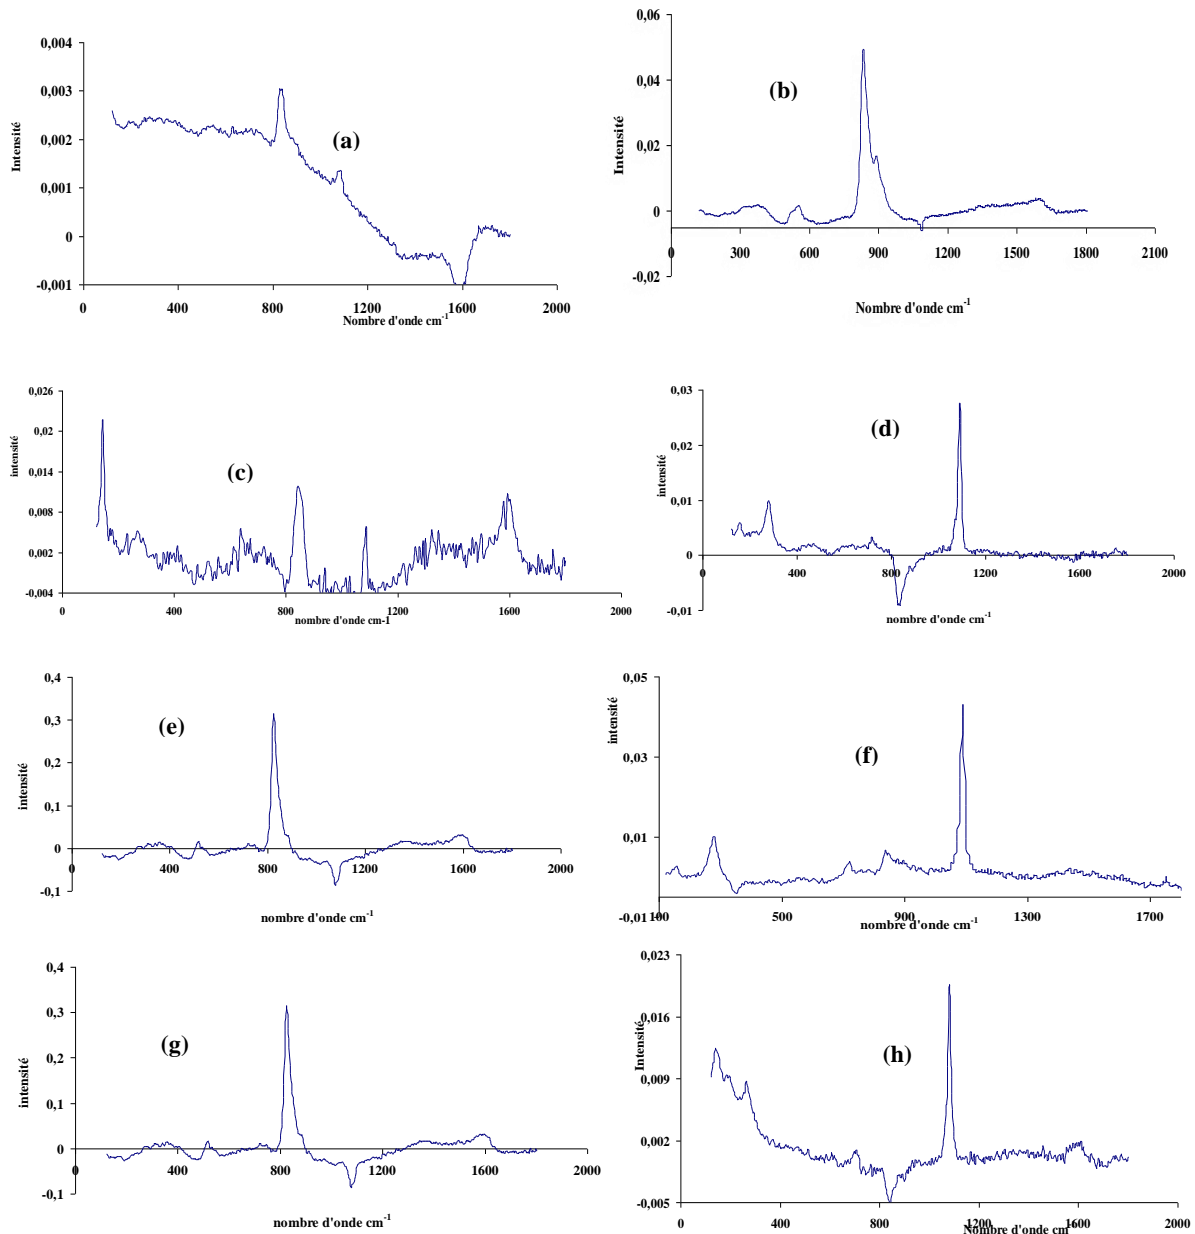 0,004
0,003
0,002
0,001
0
-0,001
Intensité
(a)
0 400 800 1200 1600 2000
Nombre d'onde cm-1
0,06
0,04
0,02
0
-0,02
Intensité
(b)
0 300 600 900 1200 1500 1800 2100
Nombre d'onde cm-1
0,026
0,02
0,014
0,008
0,002
-0,004
intensité
(c)
0 400 800 1200 1600 2000
nombre d'onde cm-1
0,03
0,02
0,01
0
-0,01
intensité
(d)
0 400 800 1200 1600 2000
nombre d'onde cm-1
0,4
0,3
0,2
0,1
0
-0,1
intensité
(e)
0 400 800 1200 1600 2000
nombre d'onde cm-1
0,05
0,03
0,01
-0,01
intensité
(f)
100 500 900 1300 1700
nombre d'onde cm-1
0,4
0,3
0,2
0,1
0
-0,1
intensité
(g)
0 400 800 1200 1600 2000
nombre d'onde cm-1
0,023
0,016
0,009
0,002
-0,005
Intensité
(h)
0 400 800 1200 1600 2000
Nombre d'onde cm